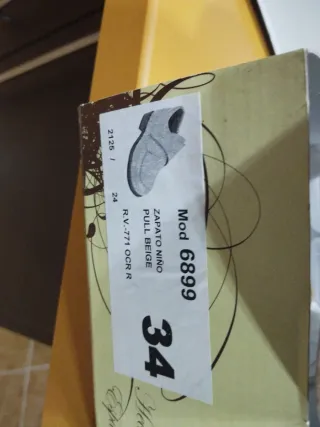 2125 / 24
Mod 6899
ZAPATO NIÑO
PULL BEIGE
R.V.-771 OCR R
34